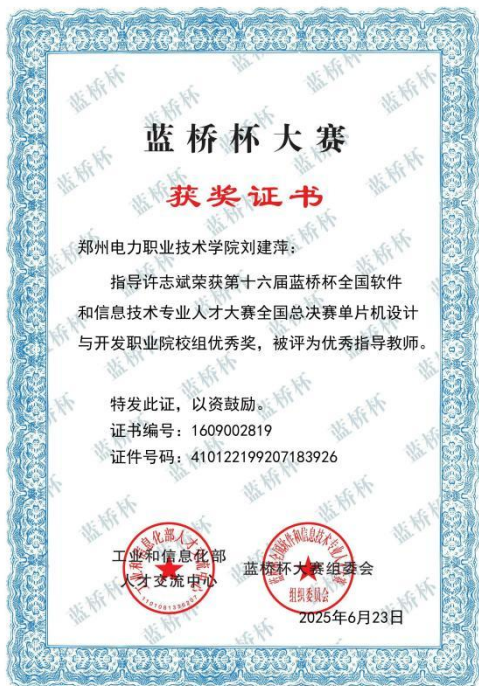 蓝桥杯大赛
获奖证书
郑州电力职业技术学院刘建萍：
指导许志斌荣获第十六届蓝桥杯全国软件
和信息技术专业人才大赛全国总决赛单片机设计
与开发职业院校组优秀奖，被评为优秀指导教师。
特发此证，以资鼓励。
证书编号：1609002819
证件号码：410122199207183926
工业和信息化部
人才交流中心
蓝桥杯大赛组委会
组织委员会
2025年6月23日